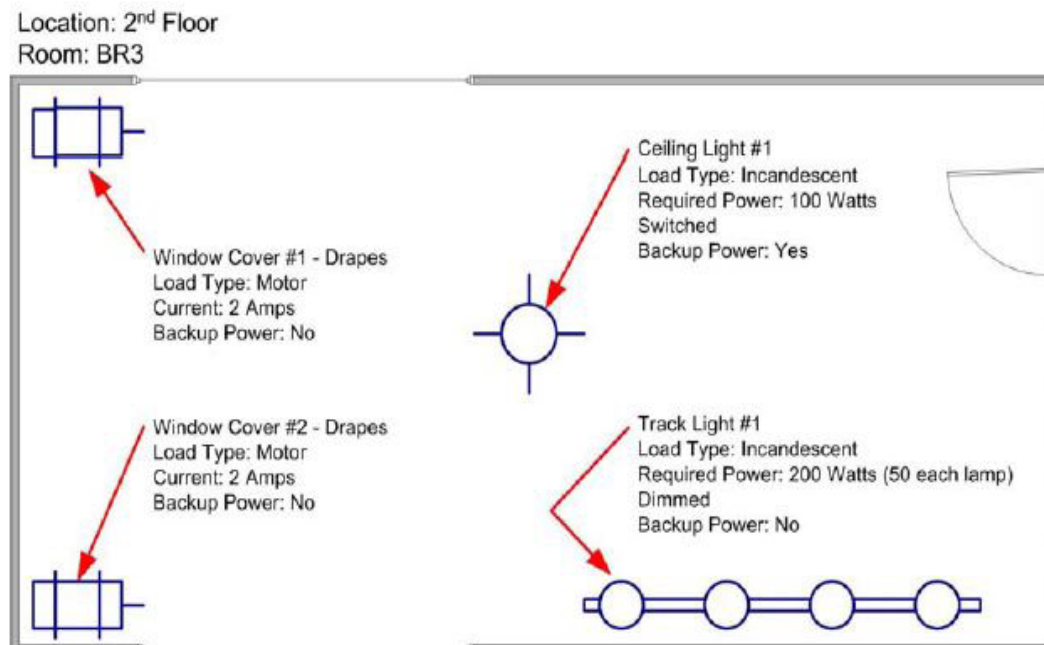 Location: 2nd Floor
Room: BR3
Ceiling Light #1
Load Type: Incandescent
Required Power: 100 Watts
Switched
Backup Power: Yes
Window Cover #1 - Drapes
Load Type: Motor
Current: 2 Amps
Backup Power: No
Window Cover #2 - Drapes
Load Type: Motor
Current: 2 Amps
Backup Power: No
Track Light #1
Load Type: Incandescent
Required Power: 200 Watts (50 each lamp)
Dimmed
Backup Power: No